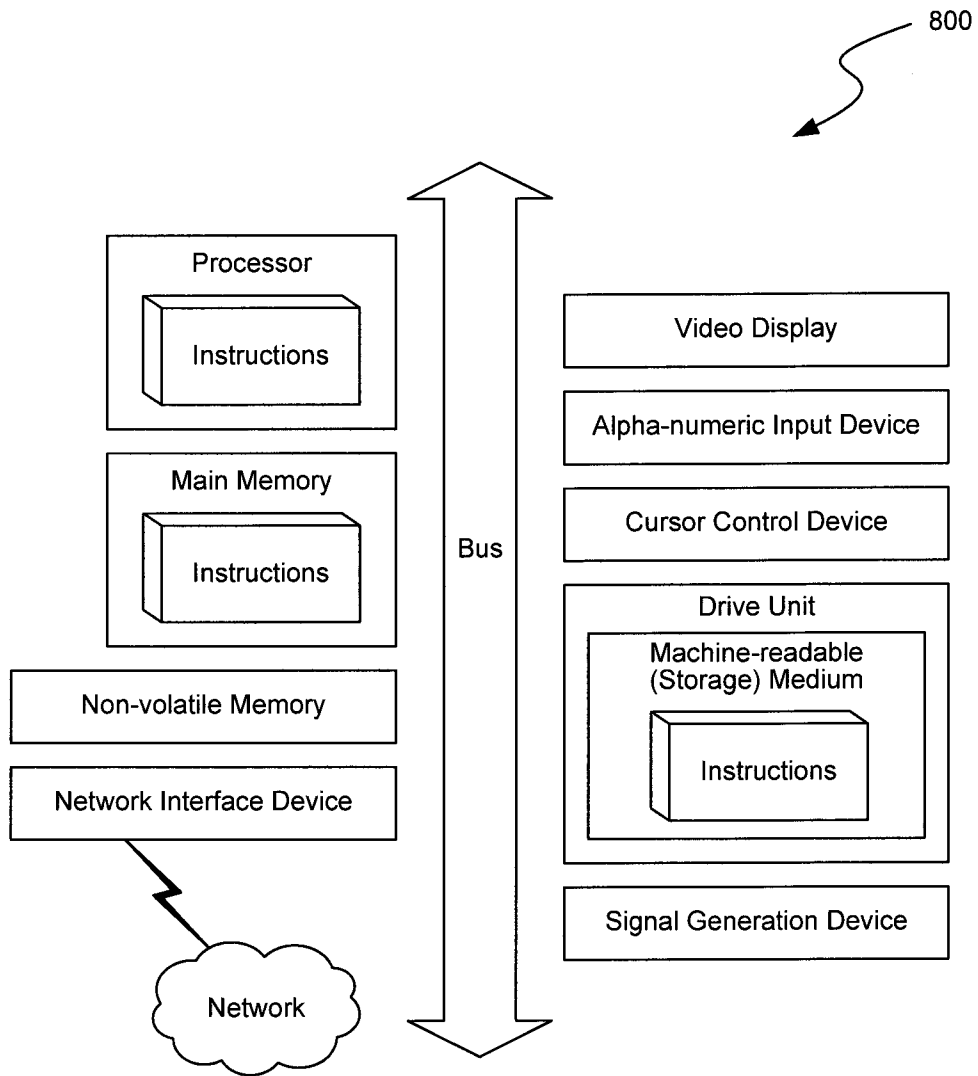 800
Processor
Instructions
Main Memory
Instructions
Non-volatile Memory
Network Interface Device
Network
Bus
Video Display
Alpha-numeric Input Device
Cursor Control Device
Drive Unit
Machine-readable
(Storage) Medium
Instructions
Signal Generation Device